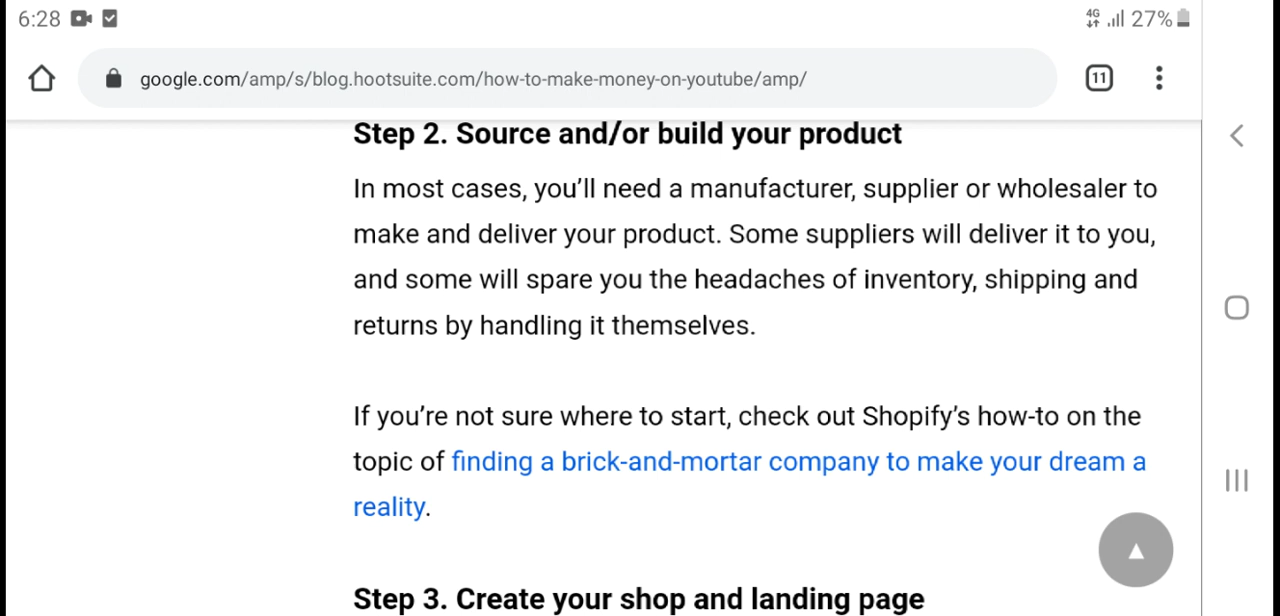 6:28
4G 27%
google.com/amp/s/blog.hootsuite.com/how-to-make-money-on-youtube/amp/
11
Step 2. Source and/or build your product
In most cases, you’ll need a manufacturer, supplier or wholesaler to
make and deliver your product. Some suppliers will deliver it to you,
and some will spare you the headaches of inventory, shipping and
returns by handling it themselves.
If you’re not sure where to start, check out Shopify’s how-to on the
topic of finding a brick-and-mortar company to make your dream a
reality.
Step 3. Create your shop and landing page